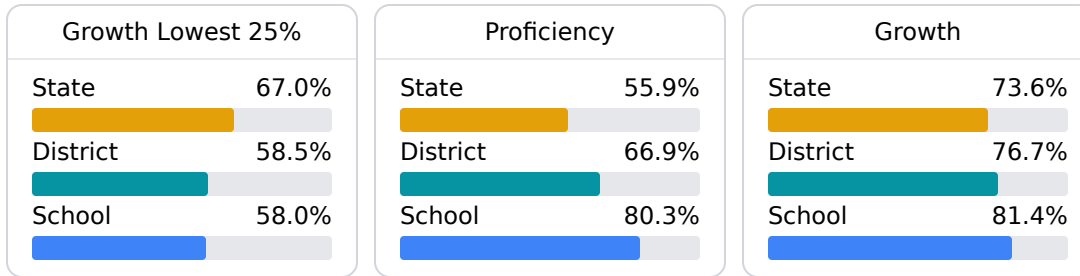 Growth Lowest 25%
State 67.0%
District 58.5%
School 58.0%
Proficiency
State 55.9%
District 66.9%
School 80.3%
Growth
State 73.6%
District 76.7%
School 81.4%